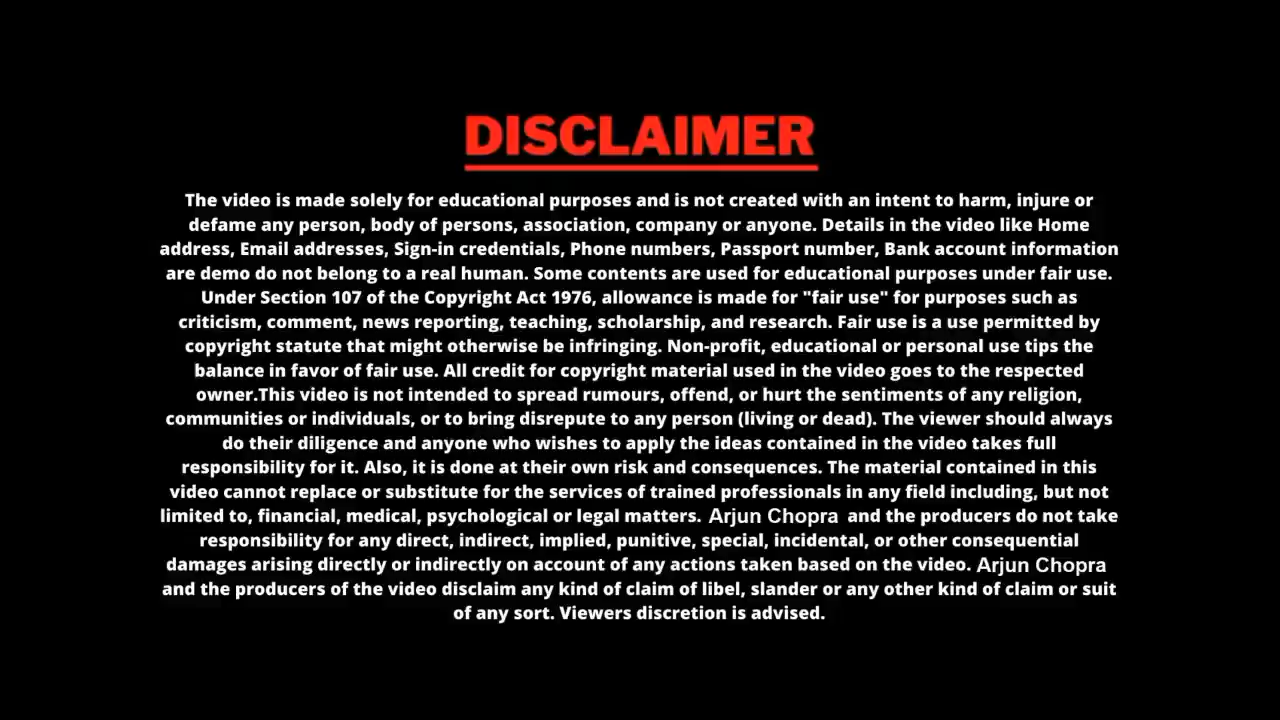 DISCLAIMER
The video is made solely for educational purposes and is not created with an intent to harm, injure or
defame any person, body of persons, association, company or anyone. Details in the video like Home
address, Email addresses, Sign-in credentials, Phone numbers, Passport number, Bank account information
are demo do not belong to a real human. Some contents are used for educational purposes under fair use.
Under Section 107 of the Copyright Act 1976, allowance is made for "fair use" for purposes such as
criticism, comment, news reporting, teaching, scholarship, and research. Fair use is a use permitted by
copyright statute that might otherwise be infringing. Non-profit, educational or personal use tips the
balance in favor of fair use. All credit for copyright material used in the video goes to the respected
owner.This video is not intended to spread rumours, offend, or hurt the sentiments of any religion,
communities or individuals, or to bring disrepute to any person (living or dead). The viewer should always
do their diligence and anyone who wishes to apply the ideas contained in the video takes full
responsibility for it. Also, it is done at their own risk and consequences. The material contained in this
video cannot replace or substitute for the services of trained professionals in any field including, but not
limited to, financial, medical, psychological or legal matters. Arjun Chopra and the producers do not take
responsibility for any direct, indirect, implied, punitive, special, incidental, or other consequential
damages arising directly or indirectly on account of any actions taken based on the video. Arjun Chopra
and the producers of the video disclaim any kind of claim of libel, slander or any other kind of claim or suit
of any sort. Viewers discretion is advised.